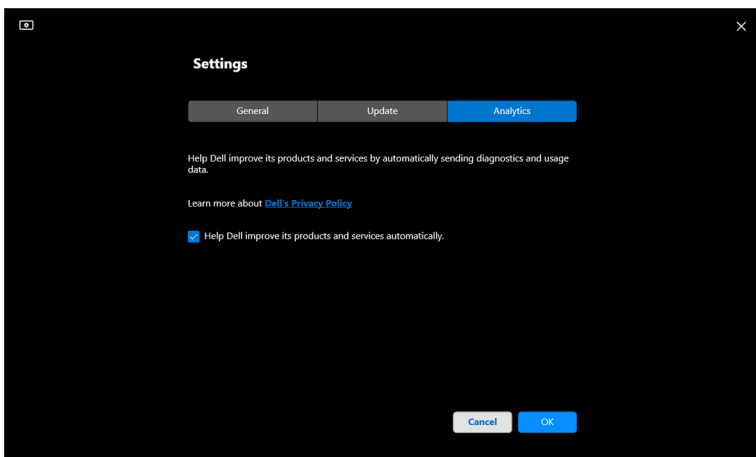 Settings
General Update Analytics
Help Dell improve its products and services by automatically sending diagnostics and usage
data.
Learn more about Dell's Privacy Policy
Help Dell improve its products and services automatically.
Cancel OK